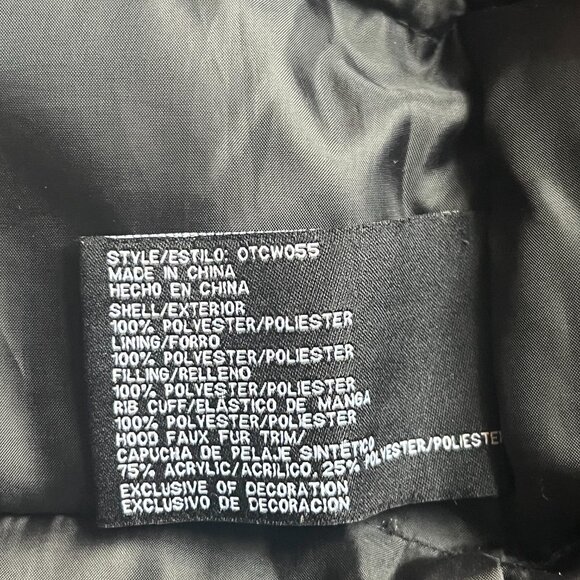 STYLE/ESTILO: OTCW055
MADE IN CHINA
HECHO EN CHINA
SHELL/EXTERIOR
100% POLYESTER/POLIESTER
LINING/FORRO
100% POLYESTER/POLIESTER
FILLING/RELLENO
100% POLYESTER/POLIESTER
RIB CUFF/ELÁSTICO DE MANGA
100% POLYESTER/POLIESTER
HOOD FAUX FUR TRIM/
CAPUCHA DE PELAJE SINTÉTICO
75% ACRYLIC/ACRILICO, 25% POLYESTER/POLIESTER
EXCLUSIVE OF DECORATION
EXCLUSIVO DE DECORACION